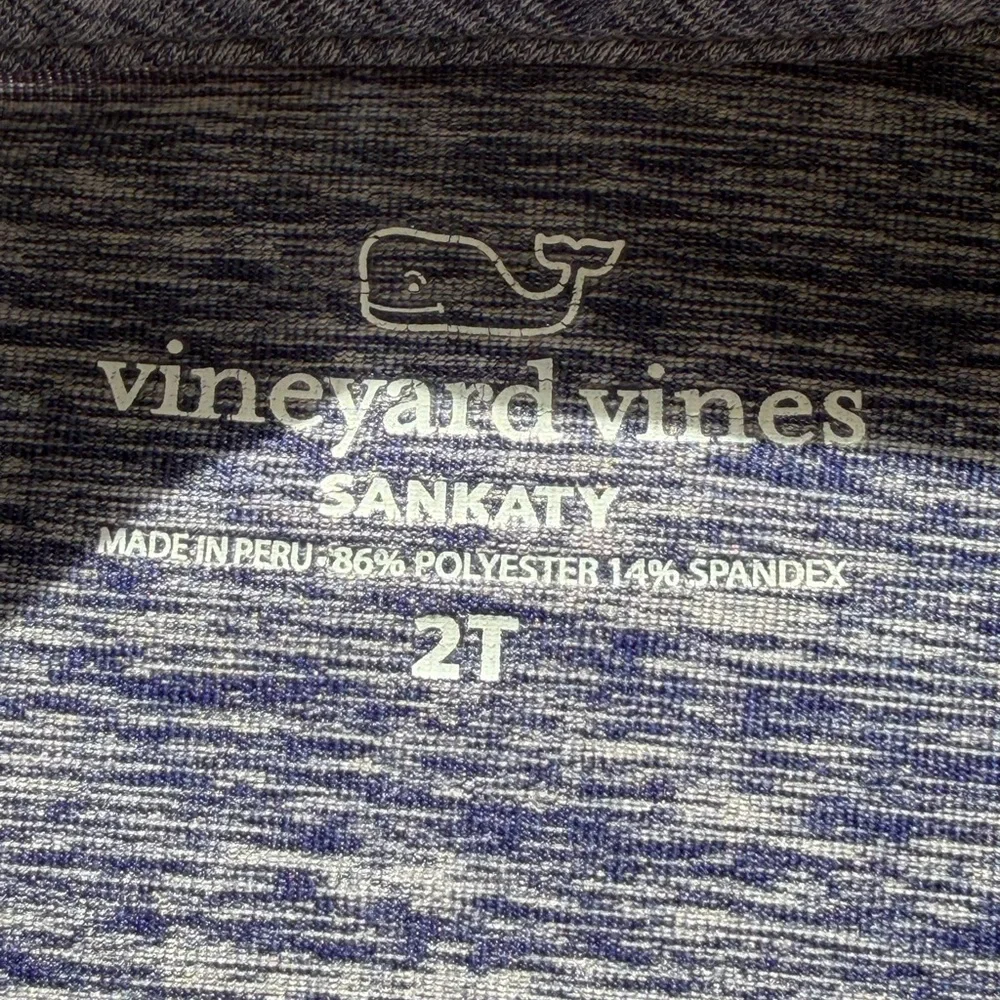 vineyard vines
SANKATY
MADE IN PERU • 86% POLYESTER 14% SPANDEX
2T